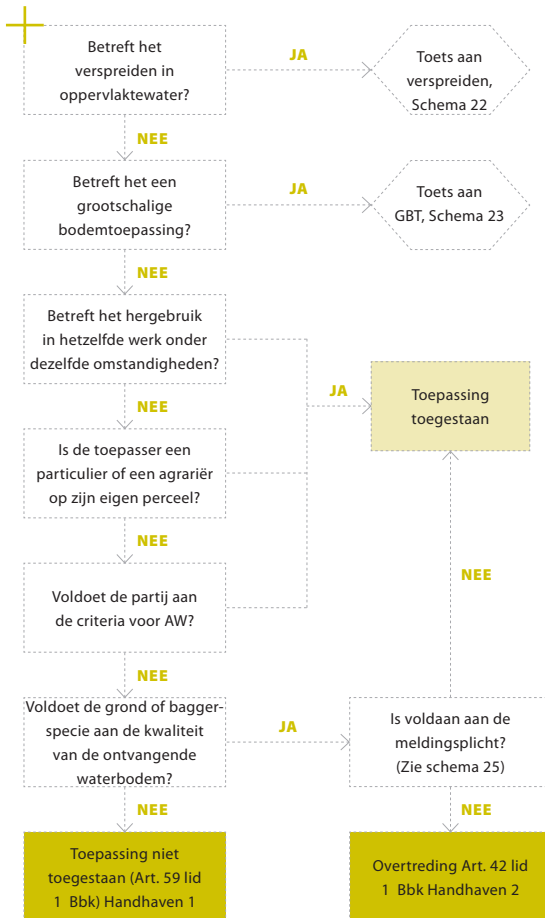 Betreft het
verspreiden in
oppervlaktewater?
JA
Toets aan
verspreiden,
Schema 22
NEE
Betreft het een
grootschalige
bodemtoepassing?
JA
Toets aan
GBT, Schema 23
NEE
Betreft het hergebruik
in hetzelfde werk onder
dezelfde omstandigheden?
JA
Toepassing
toegestaan
NEE
Is de toepasser een
particulier of een agrariër
op zijn eigen perceel?
NEE
NEE
Voldoet de partij aan
de criteria voor AW?
NEE
Voldoet de grond of bagger-
specie aan de kwaliteit
van de ontvangende
waterbodem?
JA
Is voldaan aan de
meldingsplicht?
(Zie schema 25)
NEE
NEE
Toepassing niet
toegestaan (Art. 59 lid
1 Bbk) Handhaven 1
Overtreding Art. 42 lid
1 Bbk Handhaven 2